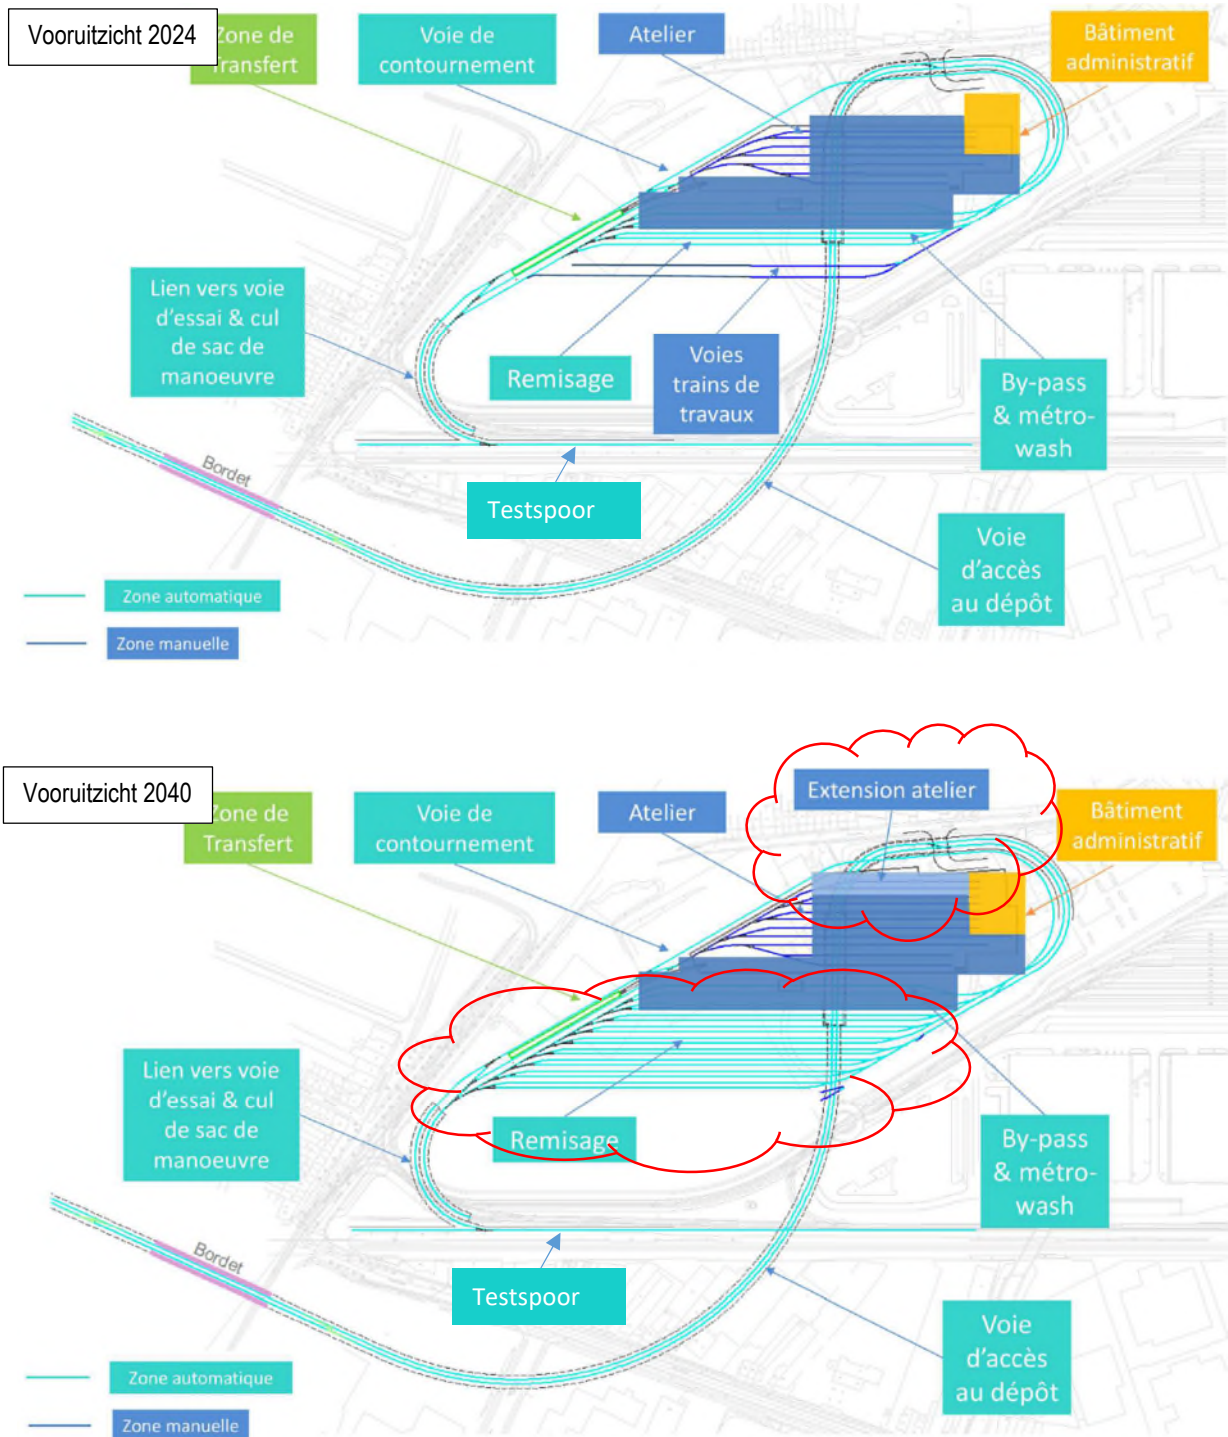 Vooruitzicht 2024
Zone de
Transfert
Voie de
contournement
Atelier
Bâtiment
administratif
Lien vers voie
d'essai & cul
de sac de
manoeuvre
Remisage
Voies
trains de
travaux
By-pass
& métro-
wash
Bordet
Testspoor
Voie
d'accès
au dépôt
Zone automatique
Zone manuelle
Vooruitzicht 2040
Zone de
Transfert
Voie de
contournement
Atelier
Extension atelier
Bâtiment
administratif
Lien vers voie
d'essai & cul
de sac de
manoeuvre
Remisage
By-pass
& métro-
wash
Bordet
Testspoor
Voie
d'accès
au dépôt
Zone automatique
Zone manuelle